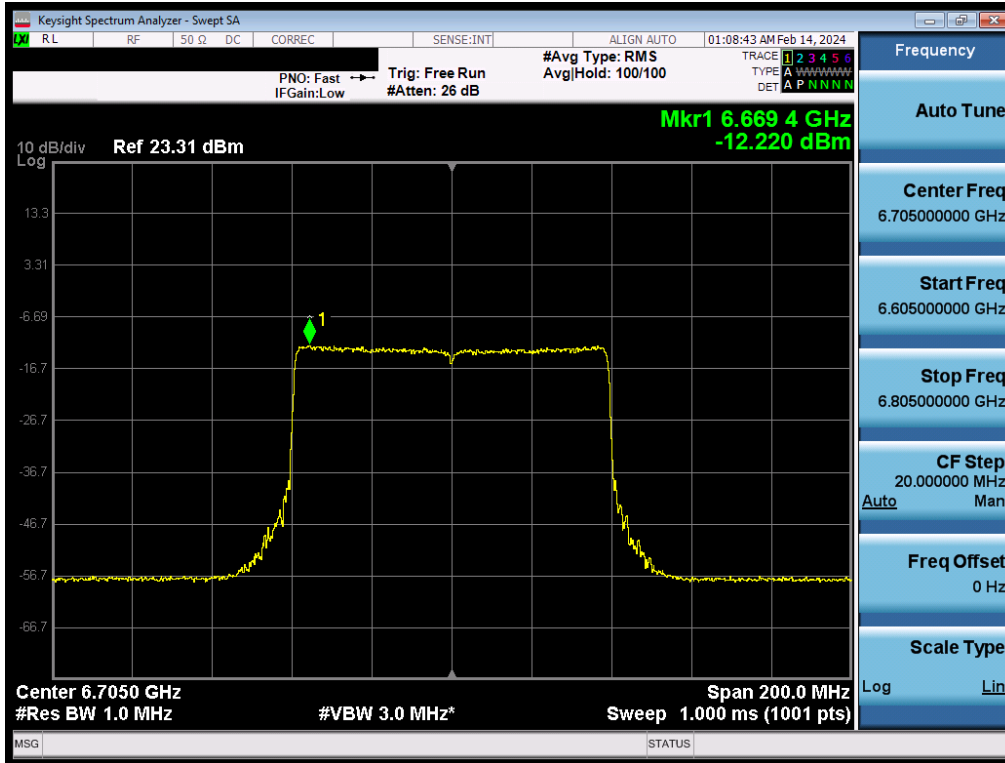 Keysight Spectrum Analyzer - Swept SA
LXI RL RF 50 Ω DC CORREC SENSE:INT ALIGN AUTO 01:08:43 AM Feb 14, 2024
#Avg Type: RMS TRACE 1 2 3 4 5 6
PNO: Fast Trig: Free Run Avg|Hold: 100/100 TYPE A WWWWW
IFGain:Low #Atten: 26 dB DET A P N N N N
Mkr1 6.669 4 GHz
-12.220 dBm
10 dB/div Ref 23.31 dBm
Log
13.3
3.31
-6.69
1
-16.7
-26.7
-36.7
-46.7
-56.7
-66.7
Center 6.7050 GHz Span 200.0 MHz
#Res BW 1.0 MHz #VBW 3.0 MHz* Sweep 1.000 ms (1001 pts)
MSG STATUS
Frequency
Auto Tune
Center Freq
6.705000000 GHz
Start Freq
6.605000000 GHz
Stop Freq
6.805000000 GHz
CF Step
20.000000 MHz
Auto Man
Freq Offset
0 Hz
Scale Type
Log Lin